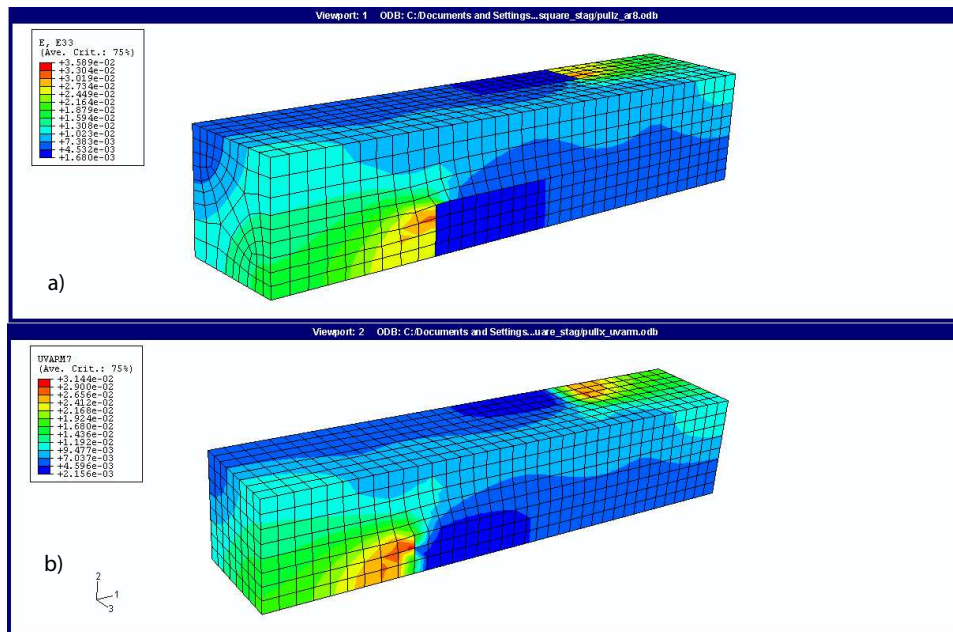 Viewport: 1 ODB: C:/Documents and Settings...square_stag/pullz_ar8.odb
E, E33
(Ave. Crit.: 75%)
+3.589e-02
+3.304e-02
+3.019e-02
+2.734e-02
+2.449e-02
+2.164e-02
+1.879e-02
+1.594e-02
+1.308e-02
+1.023e-02
+7.383e-03
+4.532e-03
+1.680e-03
a)
Viewport: 2 ODB: C:/Documents and Settings...uare_stag/pullx_uvarm.odb
UVARM7
(Ave. Crit.: 75%)
+3.144e-02
+2.900e-02
+2.656e-02
+2.412e-02
+2.168e-02
+1.924e-02
+1.680e-02
+1.436e-02
+1.192e-02
+9.477e-03
+7.037e-03
+4.596e-03
+2.156e-03
b)
2
1
3